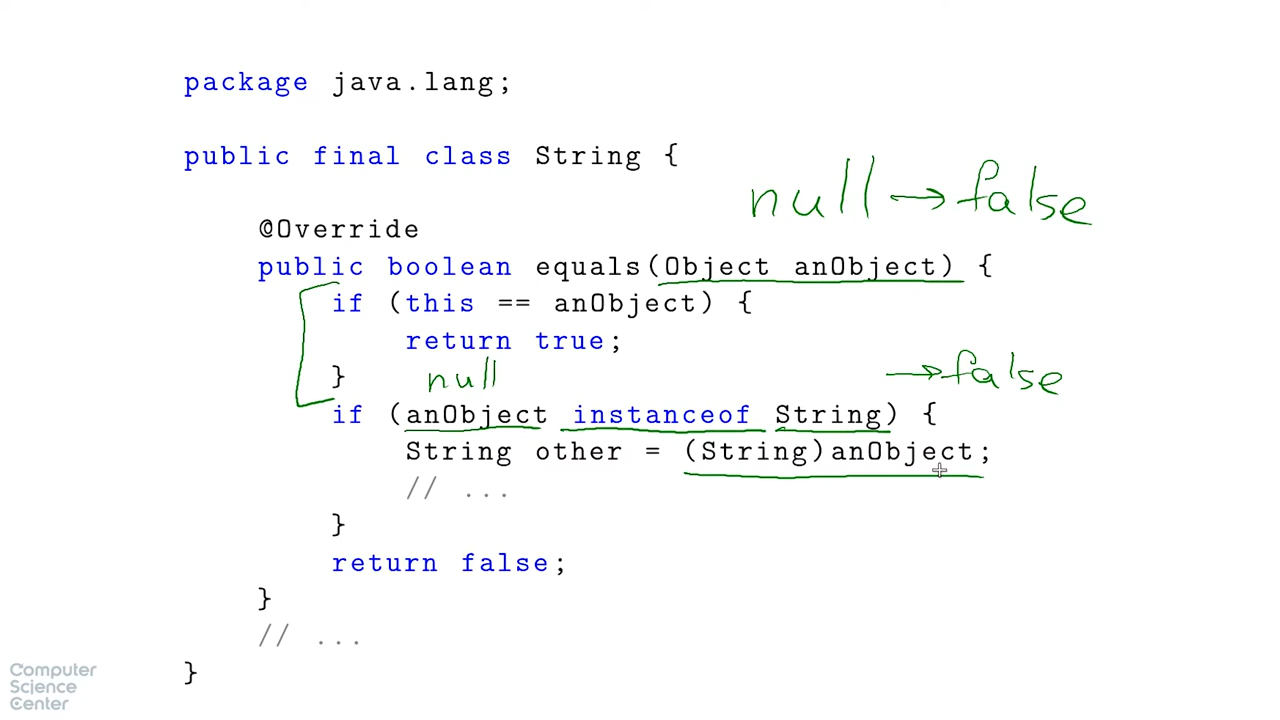 package java.lang;
public final class String {
null → false
@Override
public boolean equals(Object anObject) {
if (this == anObject) {
return true;
}
null → false
if (anObject instanceof String) {
String other = (String)anObject;
// ...
}
return false;
}
// ...
}
Computer
Science
Center